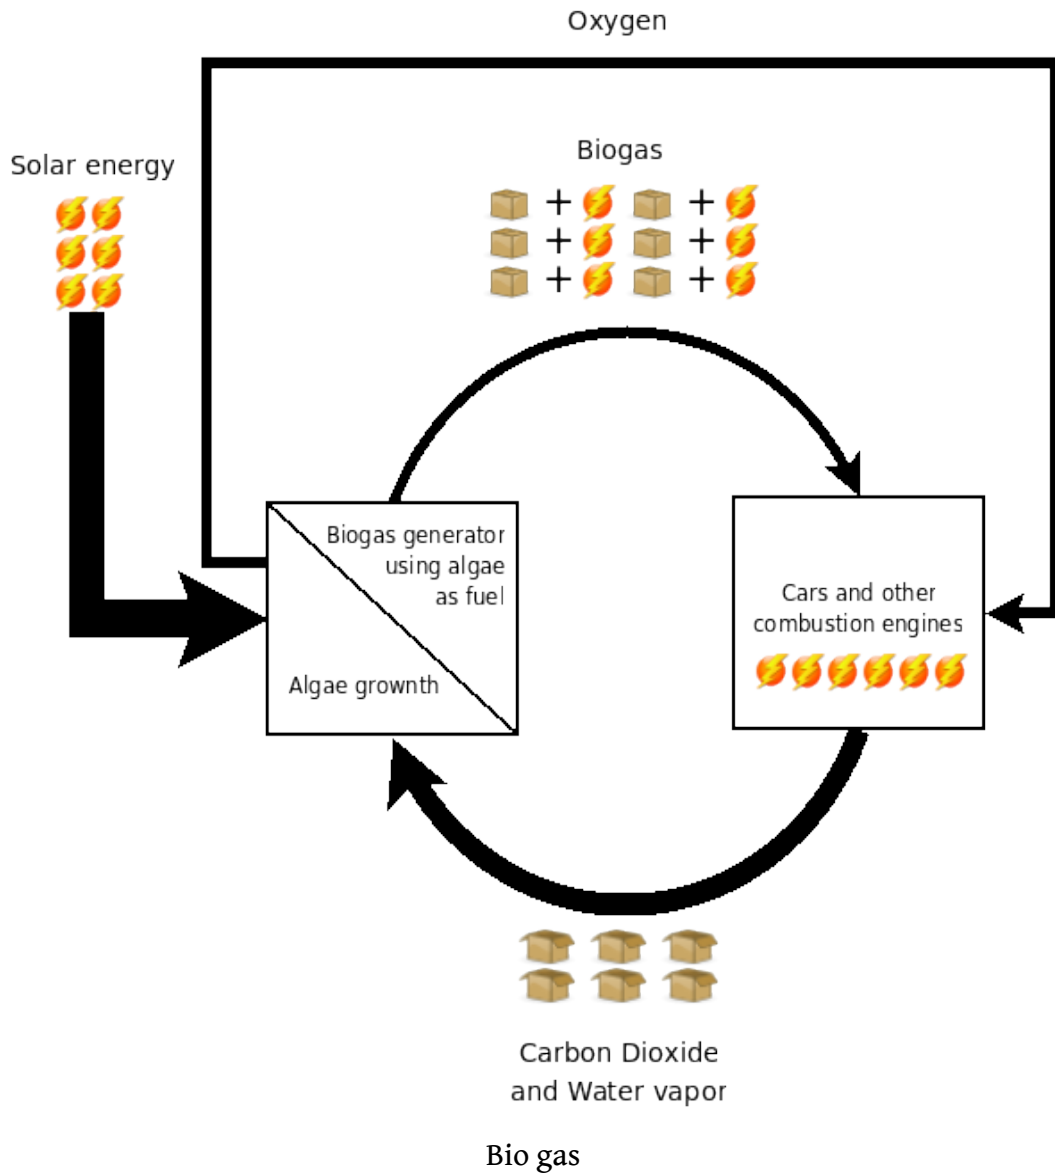 Oxygen
Biogas
Solar energy
+ +
+ +
+ +
Biogas generator
using algae
as fuel
Algae grownth
Cars and other
combustion engines
Carbon Dioxide
and Water vapor
Bio gas